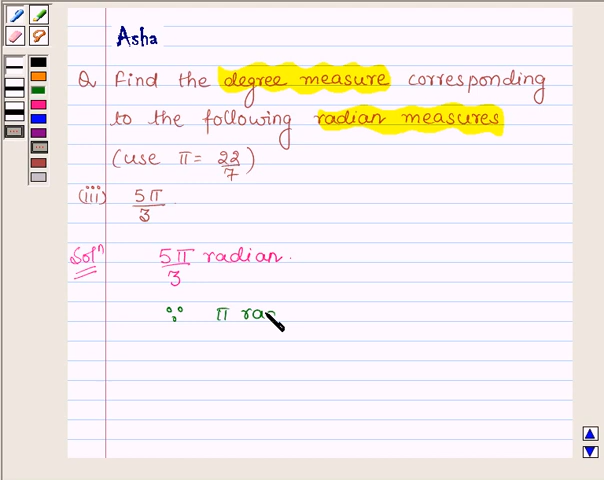 Asha
Q Find the degree measure corresponding
to the following radian measures
(use π = 22/7)
(iii) 5π/3.
Solⁿ 5π/3 radian.
∵ π ra